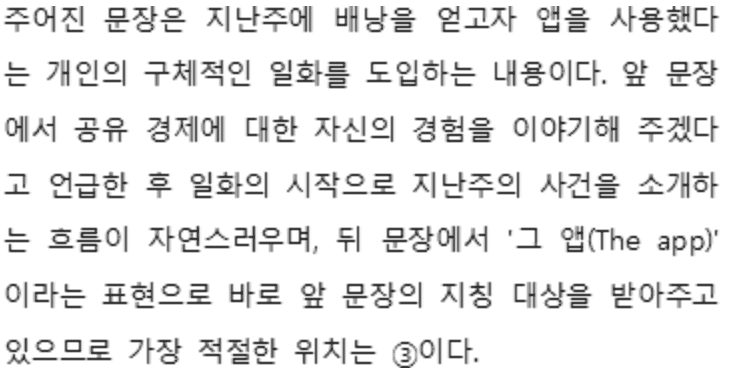 주어진 문장은 지난주에 배낭을 얻고자 앱을 사용했다
는 개인의 구체적인 일화를 도입하는 내용이다. 앞 문장
에서 공유 경제에 대한 자신의 경험을 이야기해 주겠다
고 언급한 후 일화의 시작으로 지난주의 사건을 소개하
는 흐름이 자연스러우며, 뒤 문장에서 '그 앱(The app)'
이라는 표현으로 바로 앞 문장의 지칭 대상을 받아주고
있으므로 가장 적절한 위치는 ③이다.